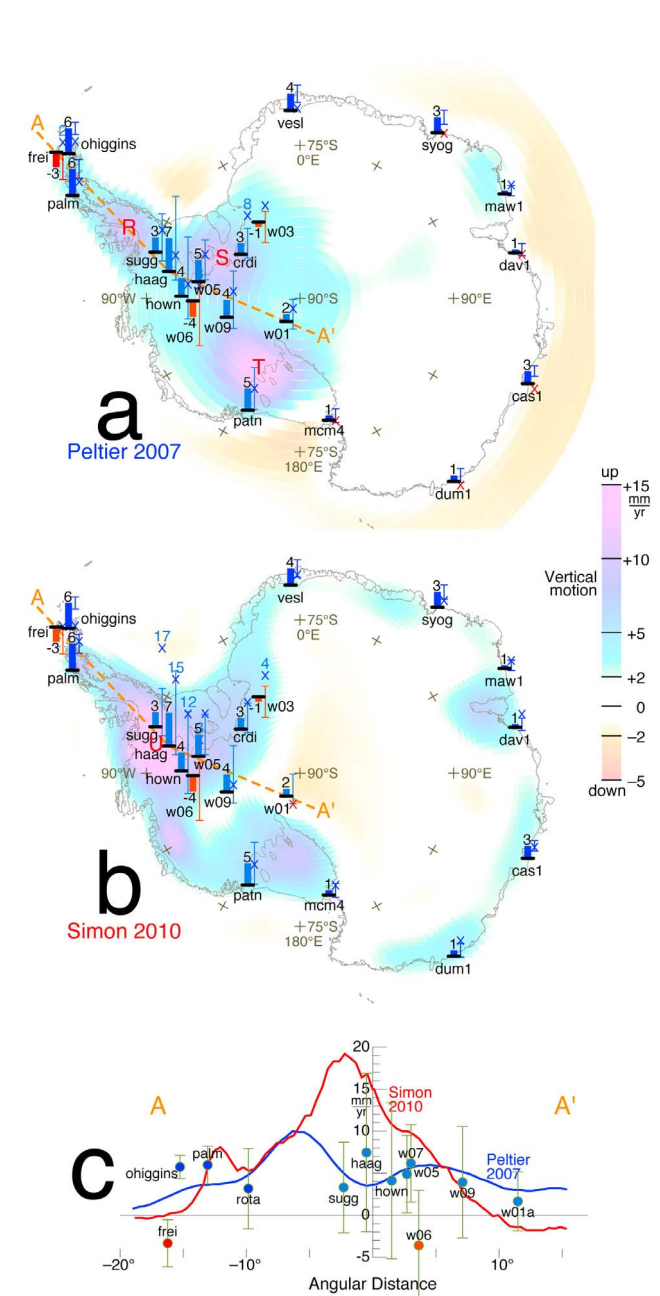 4
vesl
3
syog
+75°S
0°E
A
6
2
ohiggins
frei
-3
6
palm
1
maw1
R
8
-1
w03
3
7
sugg
haag
S
3
crdi
5
w05
1
dav1
4
hown
90°W
+90°S
+90°E
-4
w06
4
w09
2
w01
A'
T
a
Peltier 2007
5
patn
1
mcm4
3
cas1
+75°S
180°E
1
dum1
up
+15
mm
yr
+10
Vertical
motion
+5
+2
0
−2
−5
down
4
vesl
3
syog
+75°S
0°E
A
6
ohiggins
frei
-3
6
palm
17
15
12
4
1
maw1
-1
w03
3
7
sugg
U
haag
3
crdi
5
w05
1
dav1
4
hown
90°W
+90°S
+90°E
-4
w06
4
w09
2
w01
A'
b
Simon 2010
5
patn
1
mcm4
3
cas1
+75°S
180°E
1
dum1
20
A
15
mm
yr
Simon
2010
A'
10
c
ohiggins
palm
5
rota
sugg
haag
hown
w07
w05
w09
Peltier
2007
w01a
0
frei
w06
-5
−20°
−10°
10°
Angular Distance